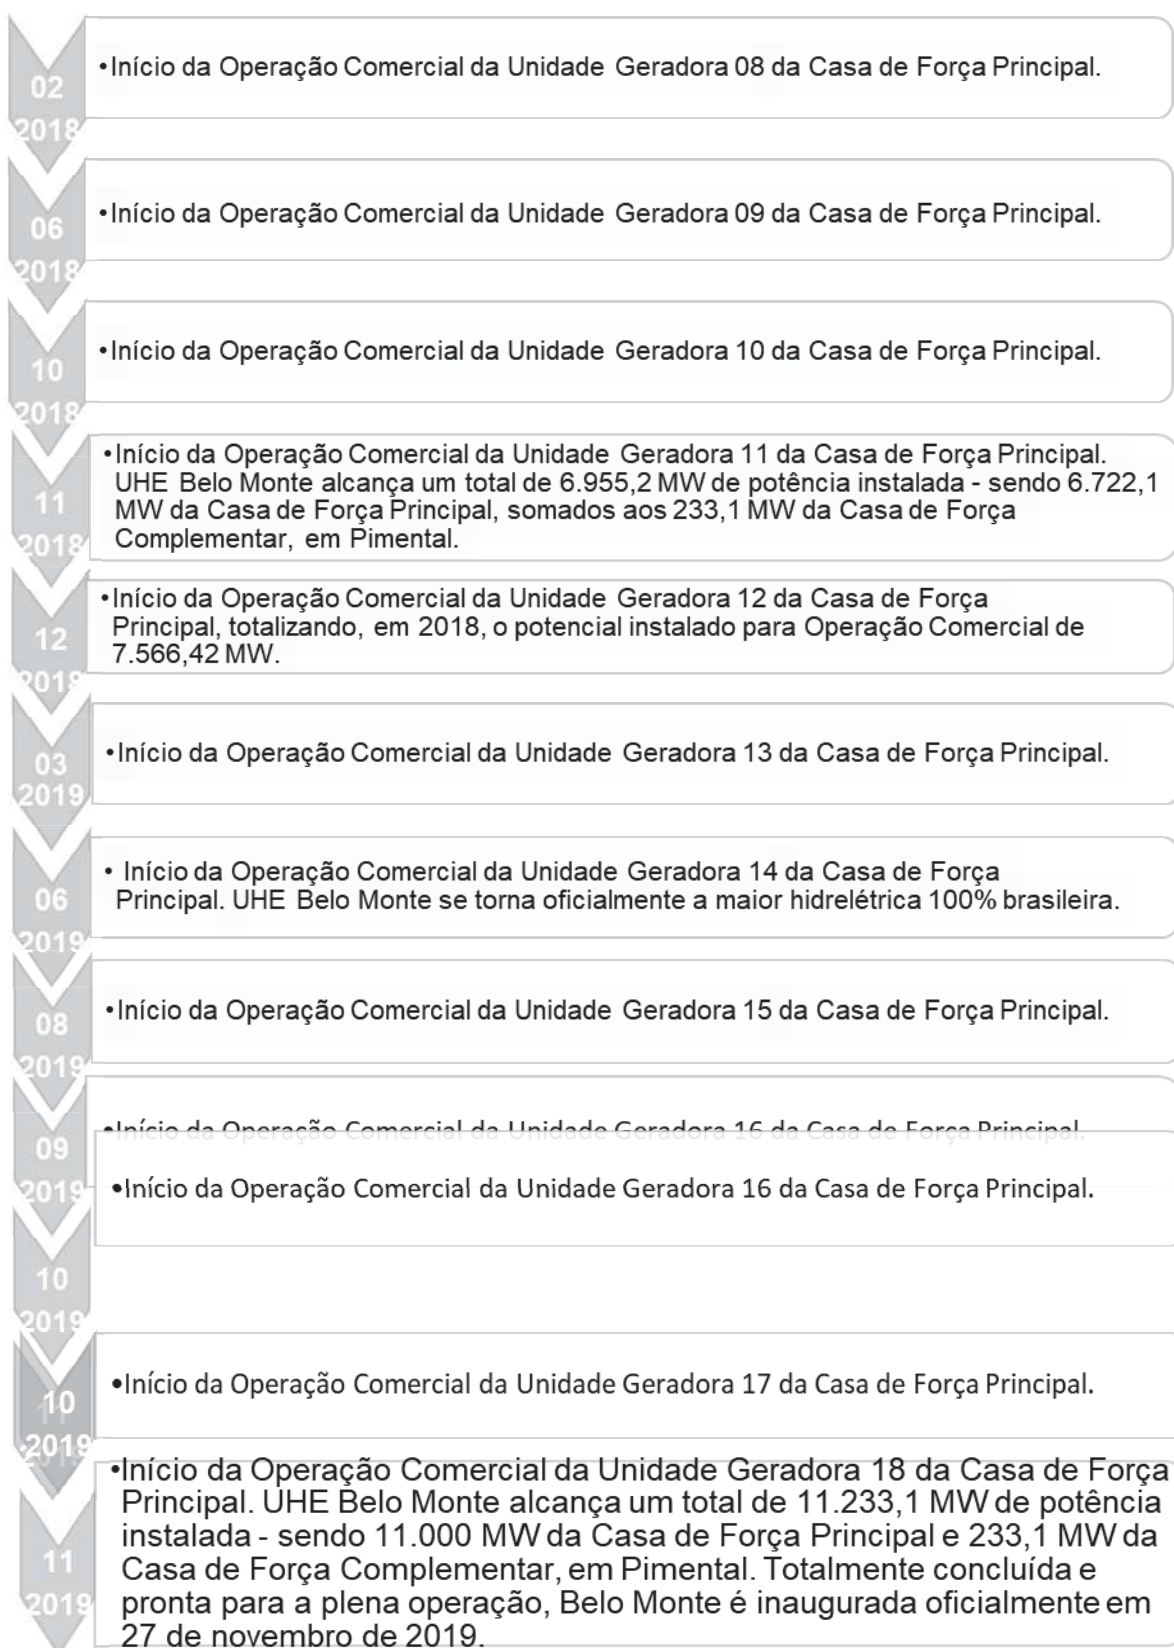 02
2018
•Início da Operação Comercial da Unidade Geradora 08 da Casa de Força Principal.
06
2018
•Início da Operação Comercial da Unidade Geradora 09 da Casa de Força Principal.
10
2018
•Início da Operação Comercial da Unidade Geradora 10 da Casa de Força Principal.
11
2018
•Início da Operação Comercial da Unidade Geradora 11 da Casa de Força Principal.
UHE Belo Monte alcança um total de 6.955,2 MW de potência instalada - sendo 6.722,1
MW da Casa de Força Principal, somados aos 233,1 MW da Casa de Força
Complementar, em Pimental.
12
2018
•Início da Operação Comercial da Unidade Geradora 12 da Casa de Força
Principal, totalizando, em 2018, o potencial instalado para Operação Comercial de
7.566,42 MW.
03
2019
•Início da Operação Comercial da Unidade Geradora 13 da Casa de Força Principal.
06
2019
• Início da Operação Comercial da Unidade Geradora 14 da Casa de Força
Principal. UHE Belo Monte se torna oficialmente a maior hidrelétrica 100% brasileira.
08
2019
•Início da Operação Comercial da Unidade Geradora 15 da Casa de Força Principal.
09
2019
•Início da Operação Comercial da Unidade Geradora 16 da Casa de Força Principal.
•Início da Operação Comercial da Unidade Geradora 16 da Casa de Força Principal.
10
2019
10
2019
•Início da Operação Comercial da Unidade Geradora 17 da Casa de Força Principal.
11
2019
•Início da Operação Comercial da Unidade Geradora 18 da Casa de Força
Principal. UHE Belo Monte alcança um total de 11.233,1 MW de potência
instalada - sendo 11.000 MW da Casa de Força Principal e 233,1 MW da
Casa de Força Complementar, em Pimental. Totalmente concluída e
pronta para a plena operação, Belo Monte é inaugurada oficialmente em
27 de novembro de 2019.